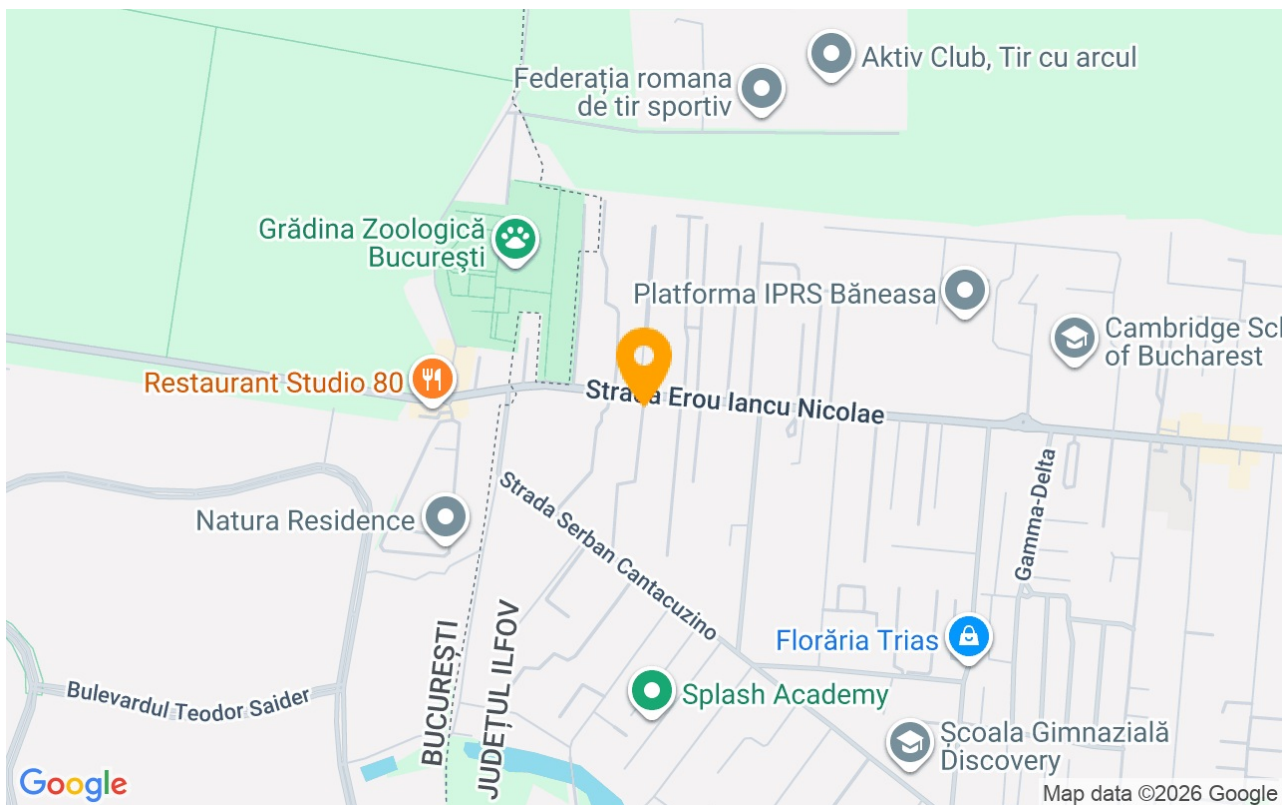 Aktiv Club, Tir cu arcul
Federația romana
de tir sportiv
Grădina Zoologică
București
Platforma IPRS Băneasa
Cambridge Scl
of Bucharest
Restaurant Studio 80
Strada Erou Iancu Nicolae
Strada Serban Cantacuzino
Natura Residence
Gamma-Delta
BUCUREȘTI
JUDEȚUL ILFOV
Florăria Trias
Bulevardul Teodor Saider
Splash Academy
Școala Gimnazială
Discovery
Google
Map data ©2026 Google